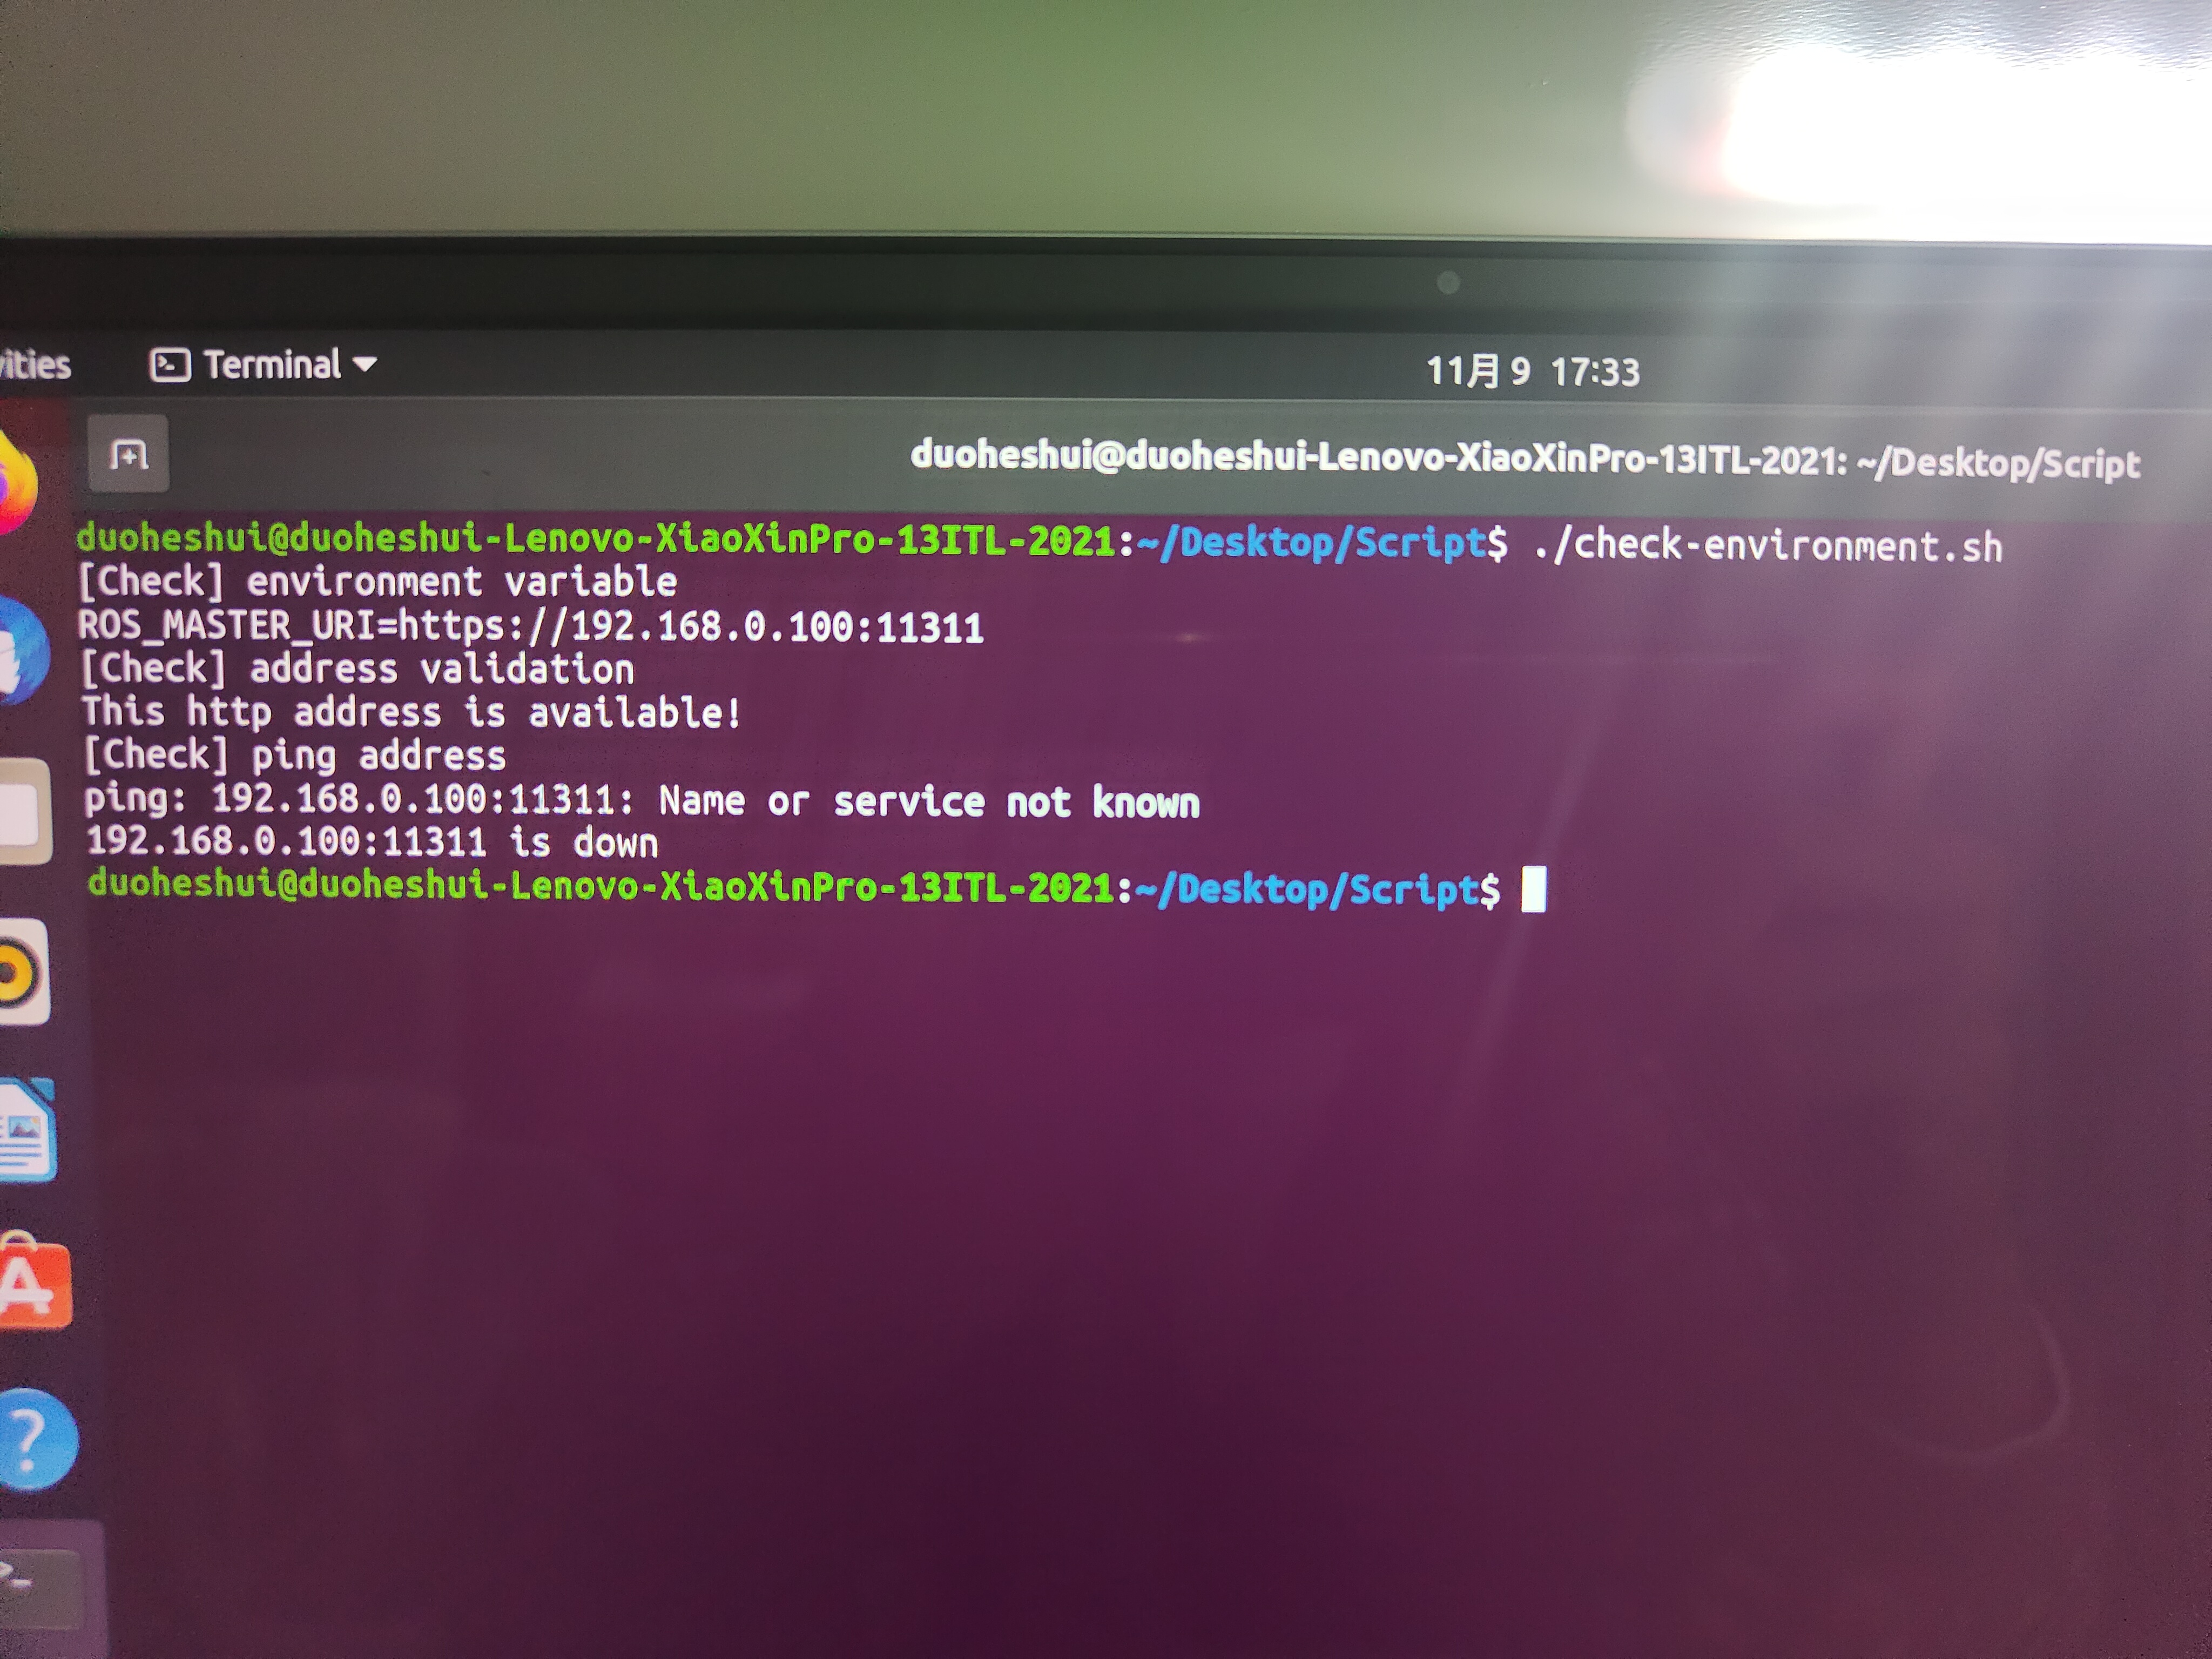 ities Terminal 11月 9 17:33
duoheshui@duoheshui-Lenovo-XiaoXinPro-13ITL-2021: ~/Desktop/Script
duoheshui@duoheshui-Lenovo-XiaoXinPro-13ITL-2021:~/Desktop/Script$ ./check-environment.sh
[Check] environment variable
ROS_MASTER_URI=https://192.168.0.100:11311
[Check] address validation
This http address is available!
[Check] ping address
ping: 192.168.0.100:11311: Name or service not known
192.168.0.100:11311 is down
duoheshui@duoheshui-Lenovo-XiaoXinPro-13ITL-2021:~/Desktop/Script$